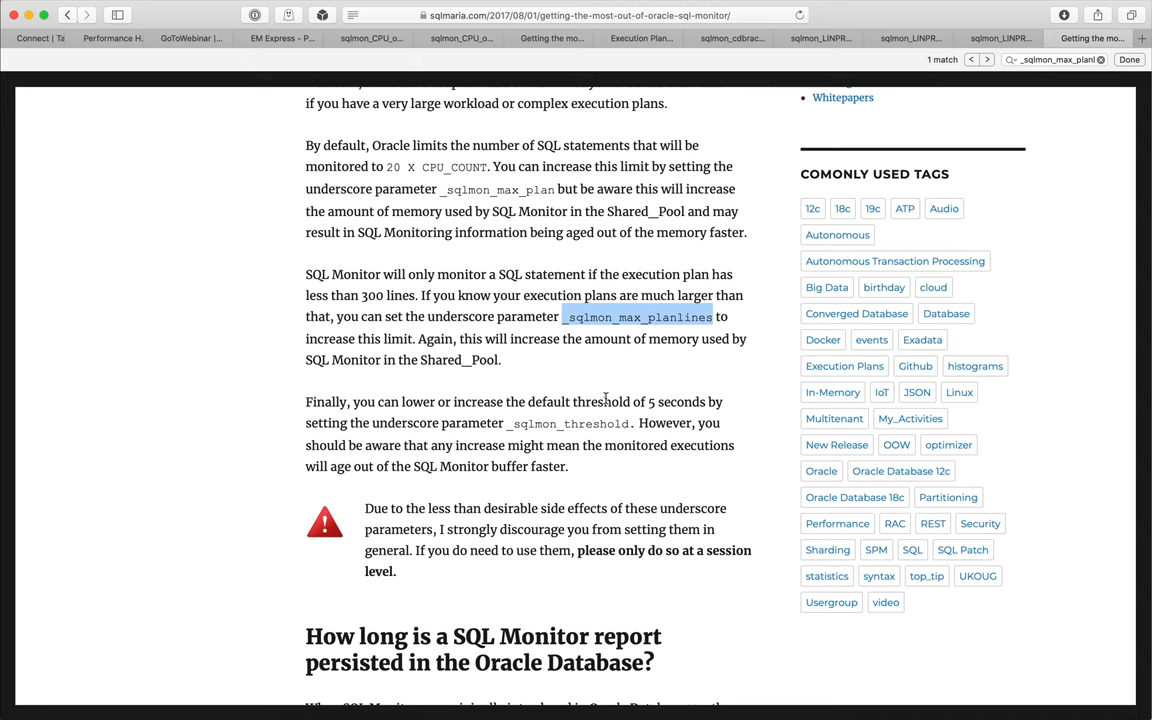 sqlmaria.com/2017/08/01/getting-the-most-out-of-oracle-sql-monitor/
Connect | Ta
Performance H.
GoToWebinar |...
EM Express - P...
sqlmon_CPU_o...
sqlmon_CPU_o...
Getting the mo...
Execution Plan...
sqlmon_cdbrac...
sqlmon_LINPR...
sqlmon_LINPR...
sqlmon_LINPR...
Getting the mo...
1 match
_sqlmon_max_planl
Done
if you have a very large workload or complex execution plans.
By default, Oracle limits the number of SQL statements that will be
monitored to 20 X CPU_COUNT. You can increase this limit by setting the
underscore parameter _sqlmon_max_plan but be aware this will increase
the amount of memory used by SQL Monitor in the Shared_Pool and may
result in SQL Monitoring information being aged out of the memory faster.
SQL Monitor will only monitor a SQL statement if the execution plan has
less than 300 lines. If you know your execution plans are much larger than
that, you can set the underscore parameter _sqlmon_max_planlines to
increase this limit. Again, this will increase the amount of memory used by
SQL Monitor in the Shared_Pool.
Finally, you can lower or increase the default threshold of 5 seconds by
setting the underscore parameter _sqlmon_threshold. However, you
should be aware that any increase might mean the monitored executions
will age out of the SQL Monitor buffer faster.
Due to the less than desirable side effects of these underscore
parameters, I strongly discourage you from setting them in
general. If you do need to use them, please only do so at a session
level.
How long is a SQL Monitor report
persisted in the Oracle Database?
Whitepapers
COMONLY USED TAGS
12c 18c 19c ATP Audio
Autonomous
Autonomous Transaction Processing
Big Data birthday cloud
Converged Database Database
Docker events Exadata
Execution Plans Github histograms
In-Memory IoT JSON Linux
Multitenant My_Activities
New Release OOW optimizer
Oracle Oracle Database 12c
Oracle Database 18c Partitioning
Performance RAC REST Security
Sharding SPM SQL SQL Patch
statistics syntax top_tip UKOUG
Usergroup video